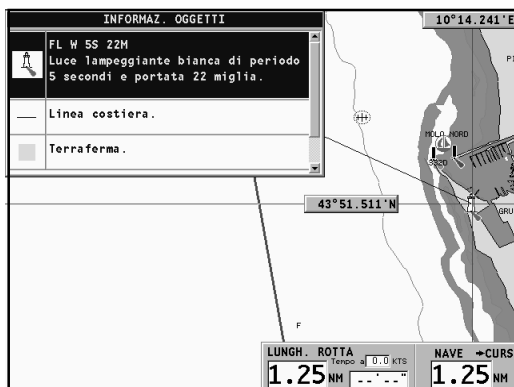 INFORMAZ. OGGETTI
10°14.241'E
FL W 5S 22M
Luce lampeggiante bianca di periodo
5 secondi e portata 22 miglia.
Linea costiera.
Terraferma.
MOLO NORD
3320
43°51.511'N
GRU
F
LUNGH. ROTTA
Tempo a 0.0 KTS
1.25 NM
--'--"
NAVE →CURS
1.25 NM